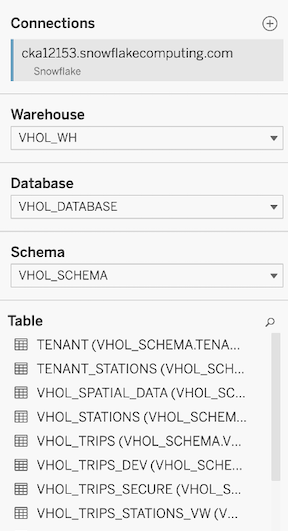 Connections
cka12153.snowflakecomputing.com
Snowflake
Warehouse
VHOL_WH
Database
VHOL_DATABASE
Schema
VHOL_SCHEMA
Table
TENANT (VHOL_SCHEMA.TENA...
TENANT_STATIONS (VHOL_SCH...
VHOL_SPATIAL_DATA (VHOL_SC...
VHOL_STATIONS (VHOL_SCHEM...
VHOL_TRIPS (VHOL_SCHEMA.V...
VHOL_TRIPS_DEV (VHOL_SCHE...
VHOL_TRIPS_SECURE (VHOL_S...
VHOL_TRIPS_STATIONS_VW (V...